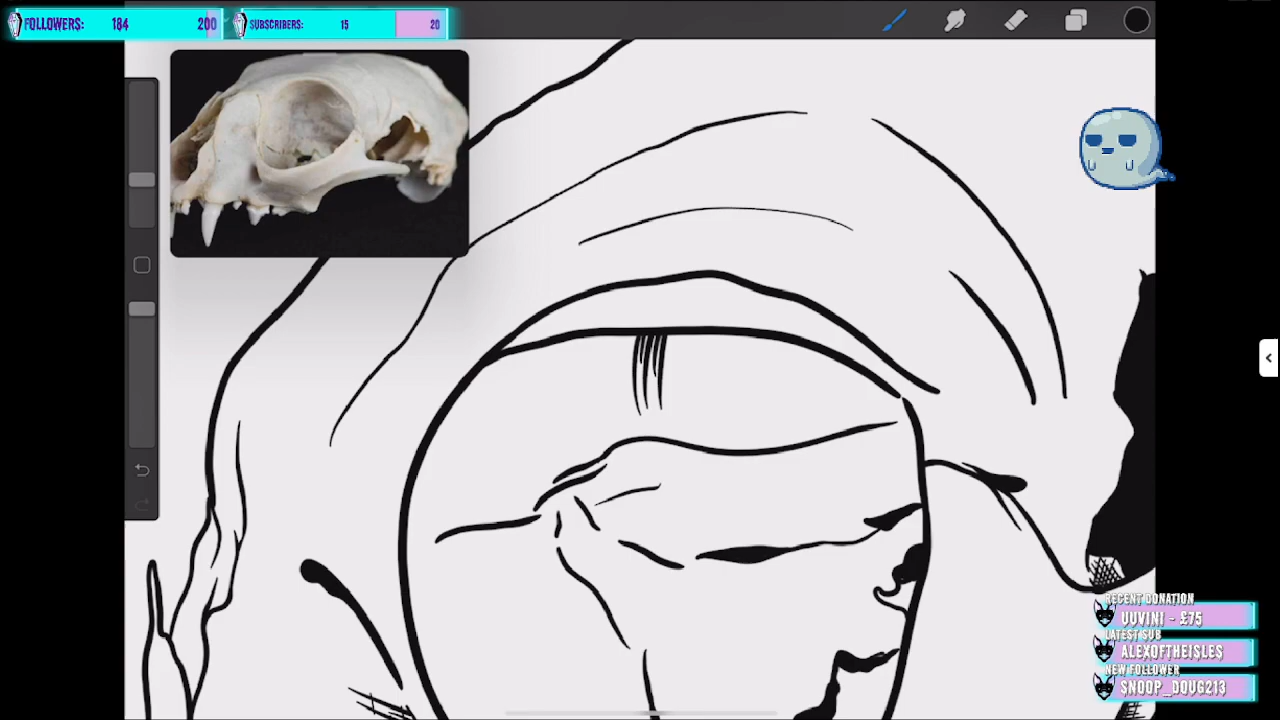 FOLLOWERS: 184 200
SUBSCRIBERS: 15 20
RECENT DONATION
UUVINI - £75
LATEST SUB
ALEXOFTHEISLES
NEW FOLLOWER
SNOOP_DOUG213